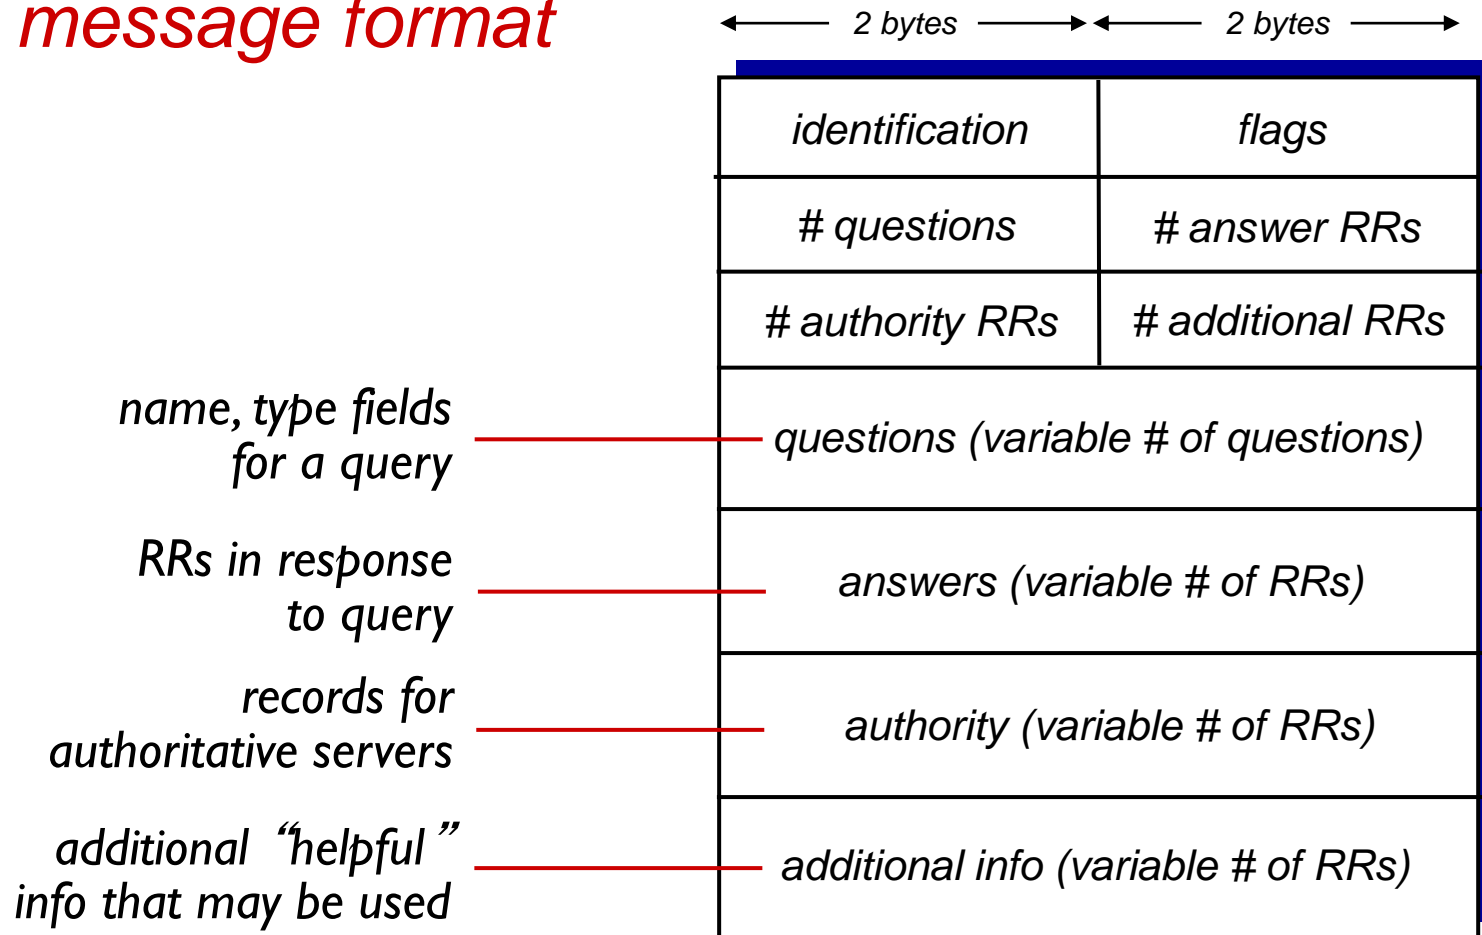 message format
2 bytes 2 bytes
identification flags
# questions # answer RRs
# authority RRs # additional RRs
name, type fields
for a query
questions (variable # of questions)
RRs in response
to query
answers (variable # of RRs)
records for
authoritative servers
authority (variable # of RRs)
additional “helpful”
info that may be used
additional info (variable # of RRs)